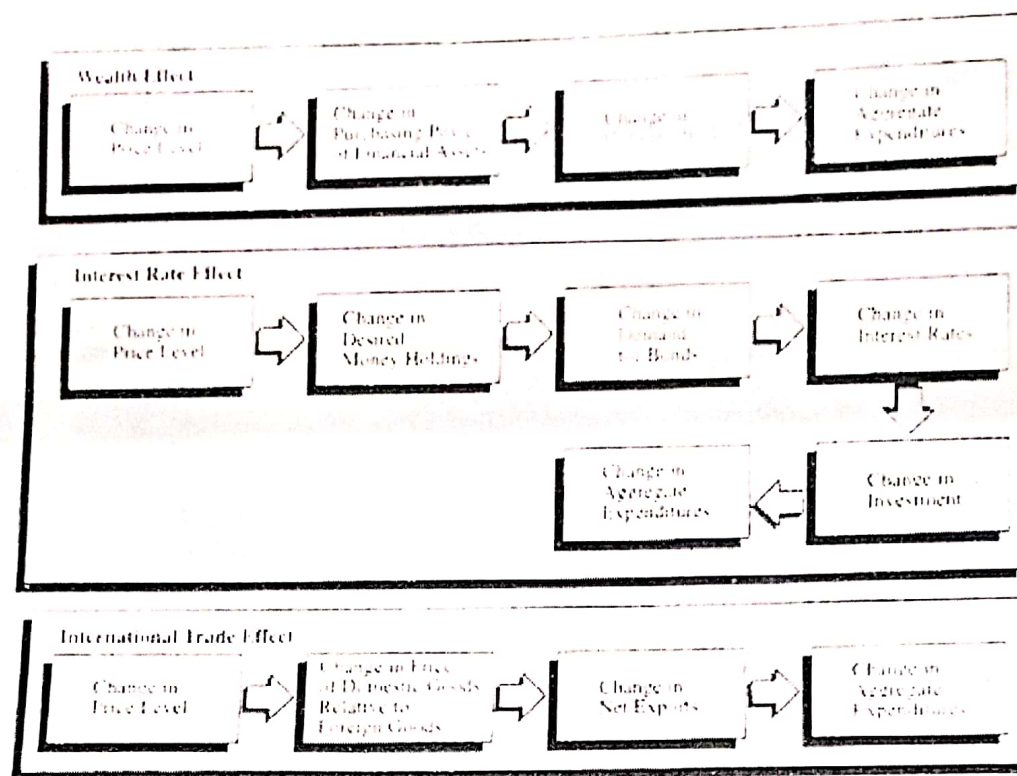 Wealth Effect
Change in
Price Level
Change in
Purchasing Power
of Financial Assets
Change in
Change in
Aggregate
Expenditures
Interest Rate Effect
Change in
Price Level
Change in
Desired
Money Holdings
Change in
Demand
for Bonds
Change in
Interest Rates
Change in
Aggregate
Expenditures
Change in
Investment
International Trade Effect
Change in
Price Level
Change in Price
of Domestic Goods
Relative to
Foreign Goods
Change in
Net Exports
Change in
Aggregate
Expenditures